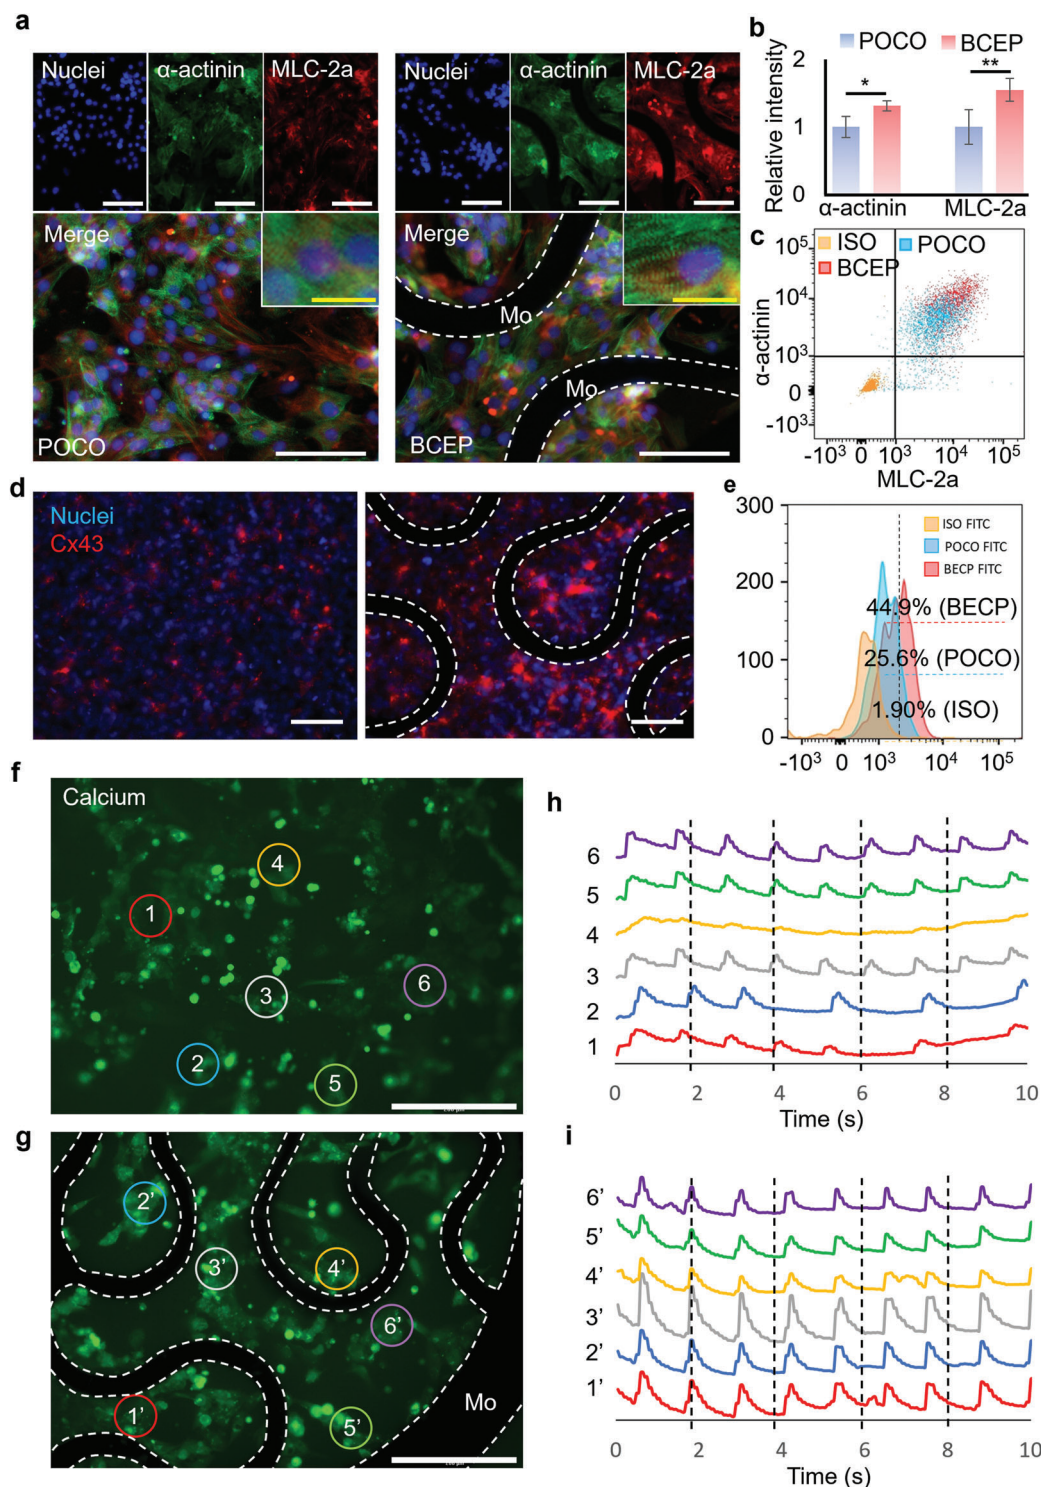 a
Nuclei
α-actinin
MLC-2a
Merge
POCO
Nuclei
α-actinin
MLC-2a
Merge
Mo
Mo
BCEP
b
POCO
BCEP
Relative intensity
2
1
0
*
**
α-actinin
MLC-2a
c
ISO
POCO
BCEP
α-actinin
10⁵
10⁴
10³
0
-10³
-10³
0
10³
10⁴
10⁵
MLC-2a
d
Nuclei
Cx43
e
300
200
100
0
ISO FITC
POCO FITC
BECP FITC
44.9% (BECP)
25.6% (POCO)
1.90% (ISO)
-10³
0
10³
10⁴
10⁵
f
Calcium
1
2
3
4
5
6
g
1'
2'
3'
4'
5'
6'
Mo
h
6
5
4
3
2
1
0
2
4
6
8
10
Time (s)
i
6'
5'
4'
3'
2'
1'
0
2
4
6
8
10
Time (s)